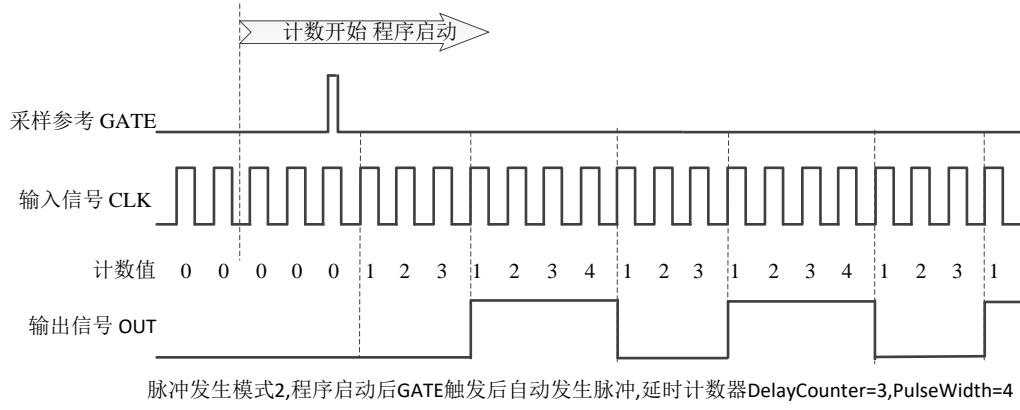 计数开始 程序启动
采样参考 GATE
输入信号 CLK
计数值 0 0 0 0 0 1 2 3 1 2 3 4 1 2 3 1 2 3 4 1 2 3 1
输出信号 OUT
脉冲发生模式2,程序启动后GATE触发后自动发生脉冲,延时计数器DelayCounter=3,PulseWidth=4